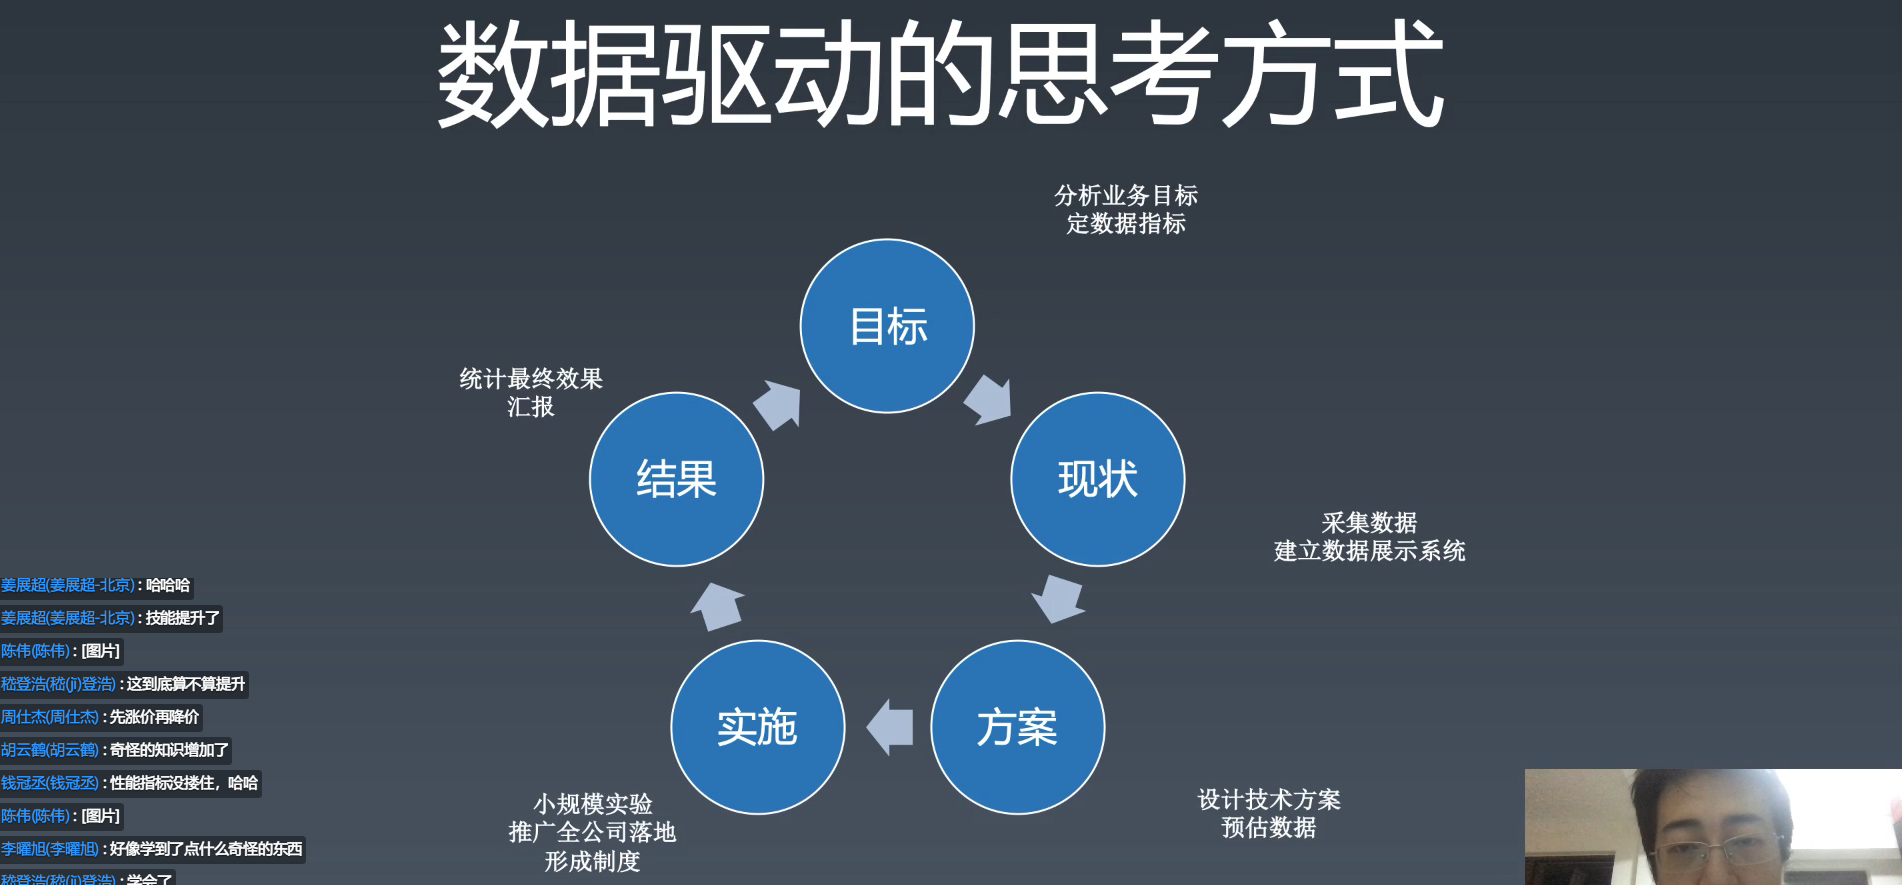 数据驱动的思考方式
分析业务目标
定数据指标
目标
统计最终效果
汇报
结果
现状
采集数据
建立数据展示系统
实施
方案
小规模实验
推广全公司落地
形成制度
设计技术方案
预估数据
姜展超(姜展超-北京) : 哈哈哈
姜展超(姜展超-北京) : 技能提升了
陈伟(陈伟) : [图片]
嵇登浩(嵇(jī)登浩) : 这到底算不算提升
周仕杰(周仕杰) : 先涨价再降价
胡云鹤(胡云鹤) : 奇怪的知识增加了
钱冠丞(钱冠丞) : 性能指标没搂住，哈哈
陈伟(陈伟) : [图片]
李曜旭(李曜旭) : 好像学到了点什么奇怪的东西
嵇登浩(嵇(jī)登浩) : 学会了